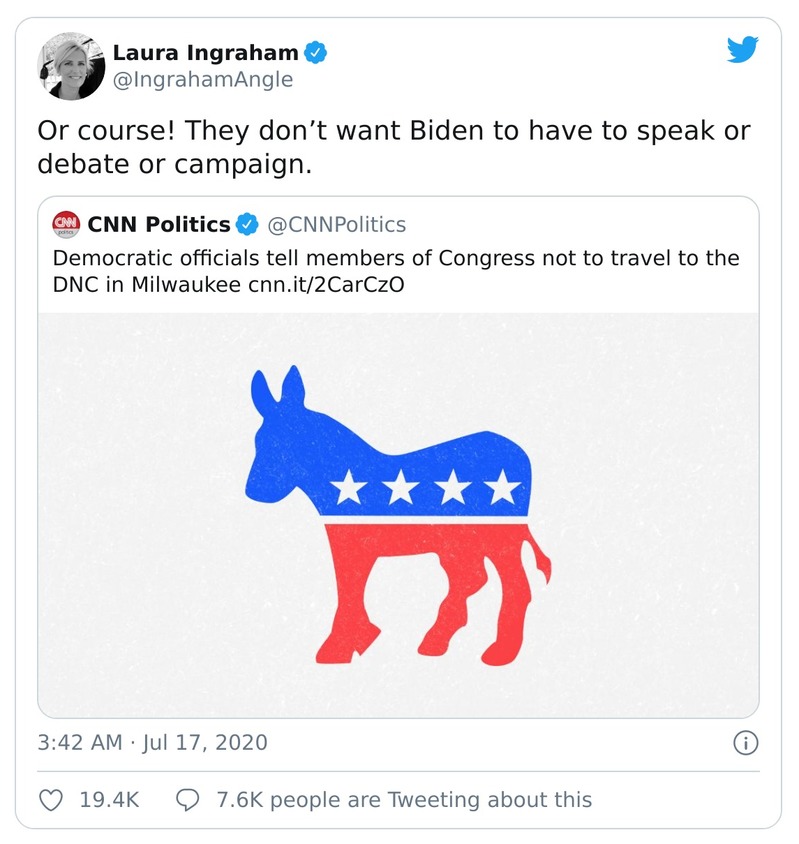 Laura Ingraham
@IngrahamAngle
Or course! They don’t want Biden to have to speak or
debate or campaign.
CNN politics
CNN Politics @CNNPolitics
Democratic officials tell members of Congress not to travel to the
DNC in Milwaukee cnn.it/2CarCzO
3:42 AM · Jul 17, 2020
19.4K 7.6K people are Tweeting about this